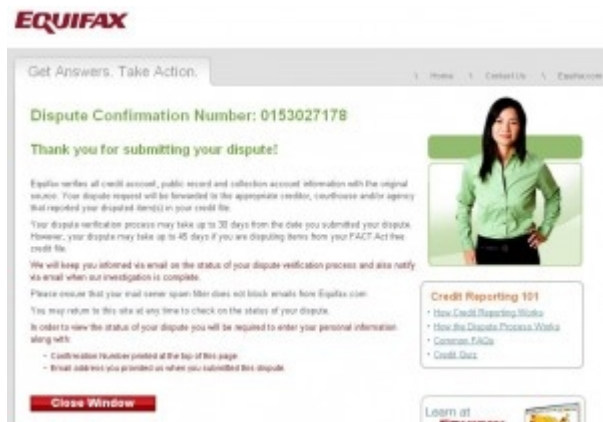 EQUIFAX
Get Answers. Take Action.
\ Home \ Contact Us \ Equifax.com
Dispute Confirmation Number: 0153027178
Thank you for submitting your dispute!
Equifax verifies all credit account, public record and collection account information with the original
source. Your dispute request will be forwarded to the appropriate creditor, courthouse and/or agency
that reported your disputed item(s) in your credit file.
Your dispute verification process may take up to 30 days from the date you submitted your dispute.
However, your dispute may take up to 45 days if you are disputing items from your FACT Act free
credit file.
We will keep you informed via email on the status of your dispute verification process and also notify
via email when our investigation is complete.
Please ensure that your mail server spam filter does not block emails from Equifax.com
You may return to this site at any time to check on the status of your dispute.
In order to view the status of your dispute you will be required to enter your personal information
along with:
- Confirmation Number printed at the top of this page
- Email address you provided us when you submitted this dispute
Close Window
Credit Reporting 101
· How Credit Reporting Works
· How the Dispute Process Works
· Common FAQs
· Credit Quiz
Learn at